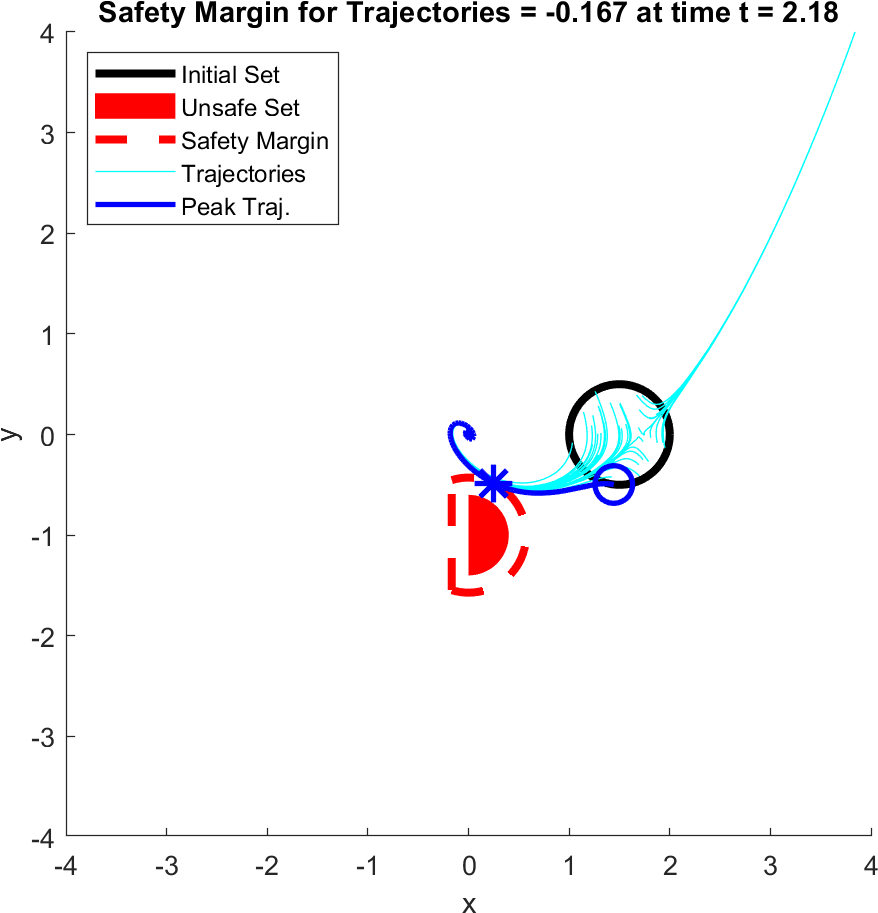 Safety Margin for Trajectories = -0.167 at time t = 2.18
Initial Set
Unsafe Set
Safety Margin
Trajectories
Peak Traj.
4
3
2
1
0
-1
-2
-3
-4
y
-4 -3 -2 -1 0 1 2 3 4
x